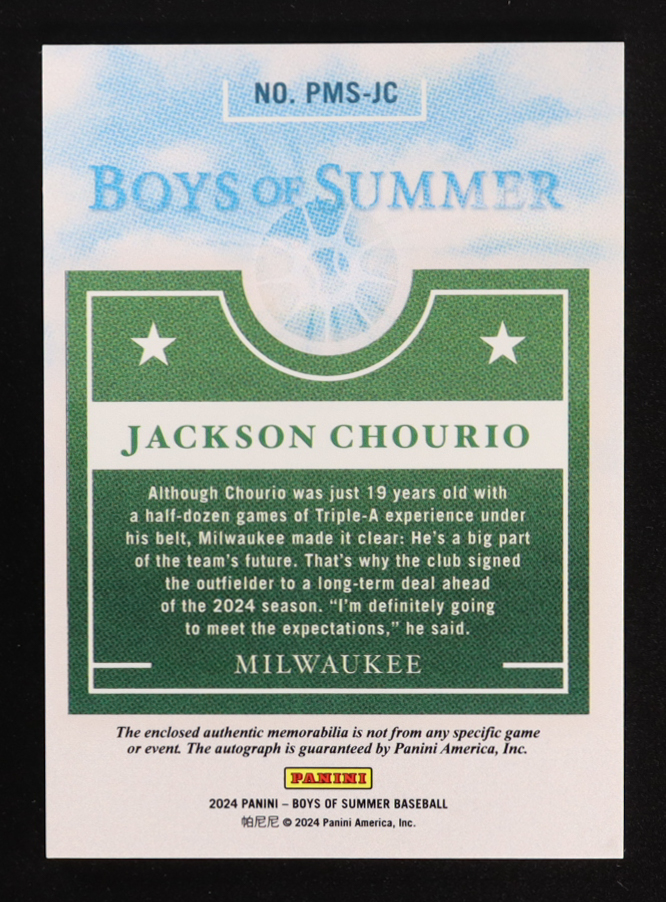 NO. PMS-JC
BOYS OF SUMMER
JACKSON CHOURIO
Although Chourio was just 19 years old with
a half-dozen games of Triple-A experience under
his belt, Milwaukee made it clear: He's a big part
of the team's future. That's why the club signed
the outfielder to a long-term deal ahead
of the 2024 season. “I'm definitely going
to meet the expectations,” he said.
MILWAUKEE
The enclosed authentic memorabilia is not from any specific game
or event. The autograph is guaranteed by Panini America, Inc.
PANINI
2024 PANINI – BOYS OF SUMMER BASEBALL
帕尼尼 © 2024 Panini America, Inc.